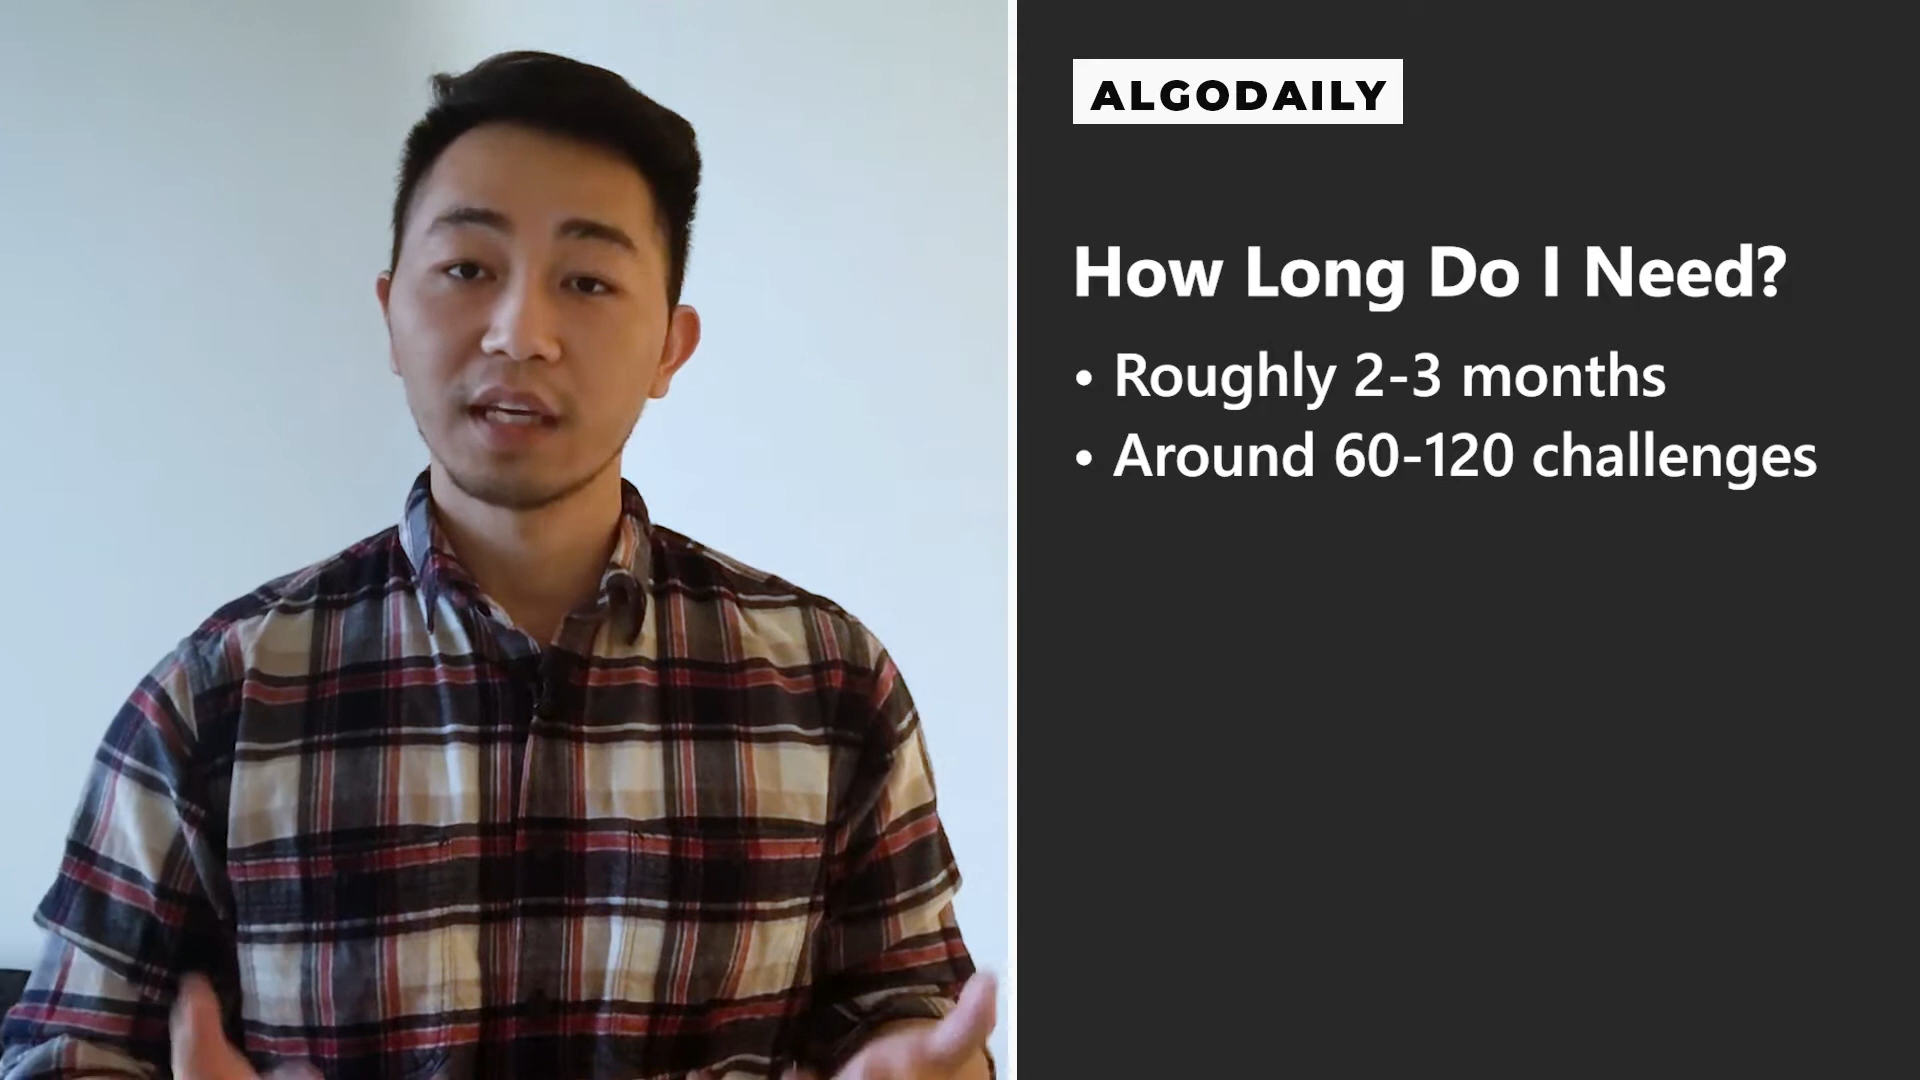 ALGODAILY
How Long Do I Need?
• Roughly 2-3 months
• Around 60-120 challenges